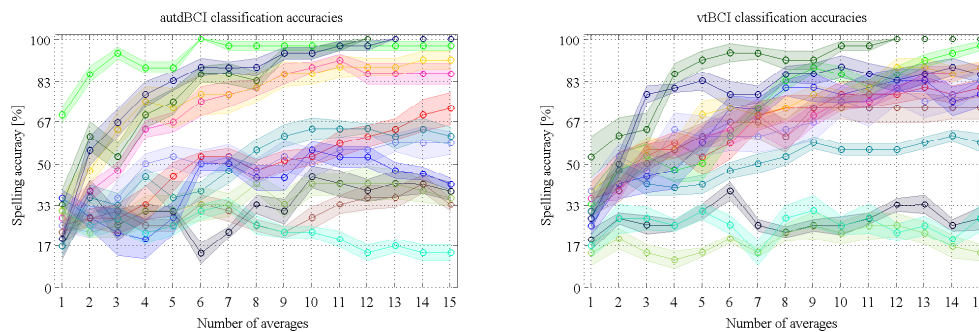 autdBCI classification accuracies
100
83
67
50
33
17
0
Spelling accuracy [%]
1 2 3 4 5 6 7 8 9 10 11 12 13 14 15
Number of averages
vtBCI classification accuracies
100
83
67
50
33
17
0
Spelling accuracy [%]
1 2 3 4 5 6 7 8 9 10 11 12 13 14 15
Number of averages